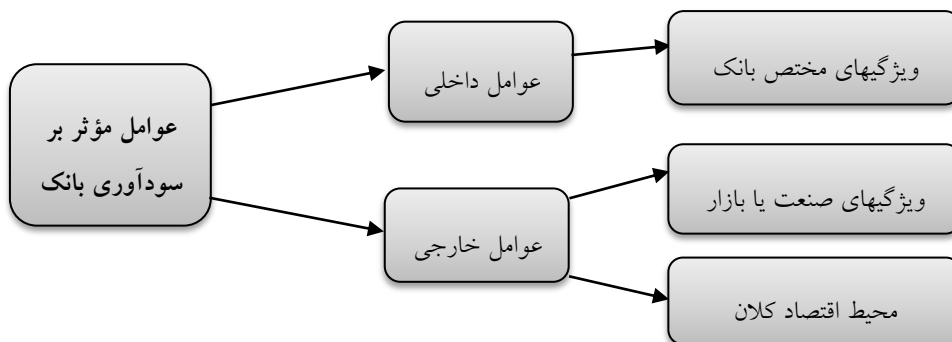 عوامل مؤثر بر
سودآوری بانک
عوامل داخلی
ویژگیهای مختص بانک
عوامل خارجی
ویژگیهای صنعت یا بازار
محیط اقتصاد کلان